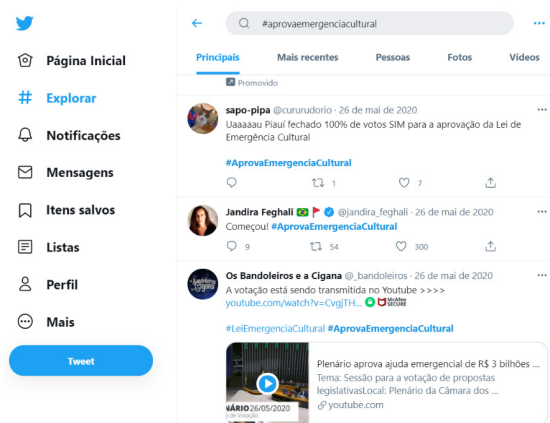 #aprovaemergenciacultural
Página Inicial
Explorar
Notificações
Mensagens
Itens salvos
Listas
Perfil
Mais
Tweet
Principais Mais recentes Pessoas Fotos Vídeos
Promovido
sapo-pipa @cururudorio · 26 de mai de 2020
Uaaaaau Piauí fechado 100% de votos SIM para a aprovação da Lei de
Emergência Cultural
#AprovaEmergenciaCultural
1 7
Jandira Feghali @jandira_feghali · 26 de mai de 2020
Começou! #AprovaEmergenciaCultural
9 54 300
Os Bandoleiros e a Cigana @_bandoleiros · 26 de mai de 2020
A votação está sendo transmitida no Youtube >>>>
youtube.com/watch?v=CvgjTH... McAfee SECURE
#LeiEmergenciaCultural #AprovaEmergenciaCultural
Plenário aprova ajuda emergencial de R$ 3 bilhões ...
Tema: Sessão para a votação de propostas
legislativasLocal: Plenário da Câmara dos ...
youtube.com
NÁRIO 26/05/2020
de Votação